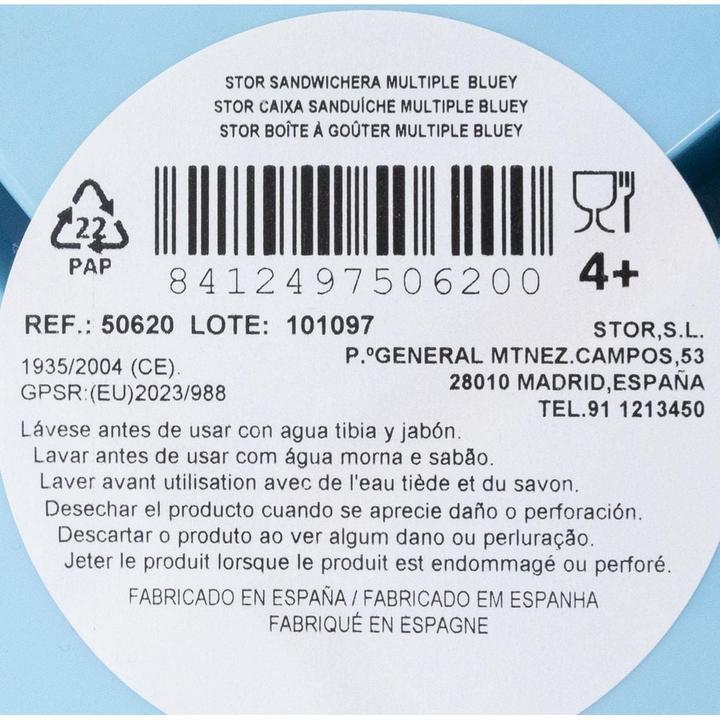 STOR SANDWICHERA MULTIPLE BLUEY
STOR CAIXA SANDUÍCHE MULTIPLE BLUEY
STOR BOÎTE À GOÛTER MULTIPLE BLUEY
22
PAP
8412497506200
4+
REF.: 50620 LOTE: 101097
1935/2004 (CE).
GPSR:(EU)2023/988
STOR,S.L.
P.ºGENERAL MTNEZ.CAMPOS,53
28010 MADRID,ESPAÑA
TEL.91 1213450
Lávese antes de usar con agua tibia y jabón.
Lavar antes de usar com água morna e sabão.
Laver avant utilisation avec de l'eau tiède et du savon.
Desechar el producto cuando se aprecie daño o perforación.
Descartar o produto ao ver algum dano ou perluração.
Jeter le produit lorsque le produit est endommagé ou perforé.
FABRICADO EN ESPAÑA / FABRICADO EM ESPANHA
FABRIQUÉ EN ESPAGNE